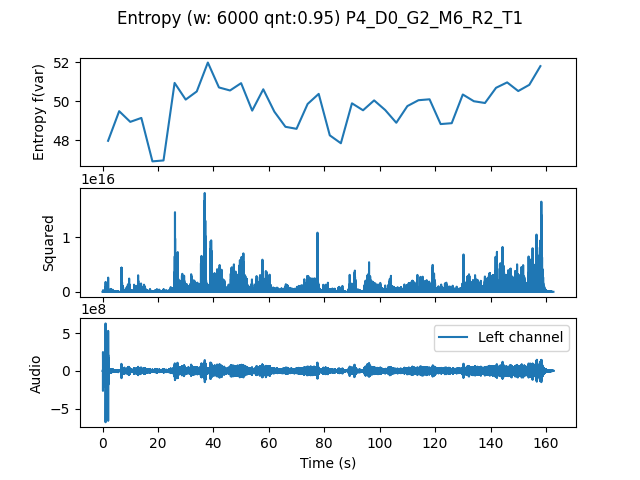 Entropy (w: 6000 qnt:0.95) P4_D0_G2_M6_R2_T1
52
50
48
Entropy f(var)
1e16
1
0
Squared
1e8
5
0
−5
Audio
Left channel
0 20 40 60 80 100 120 140 160
Time (s)